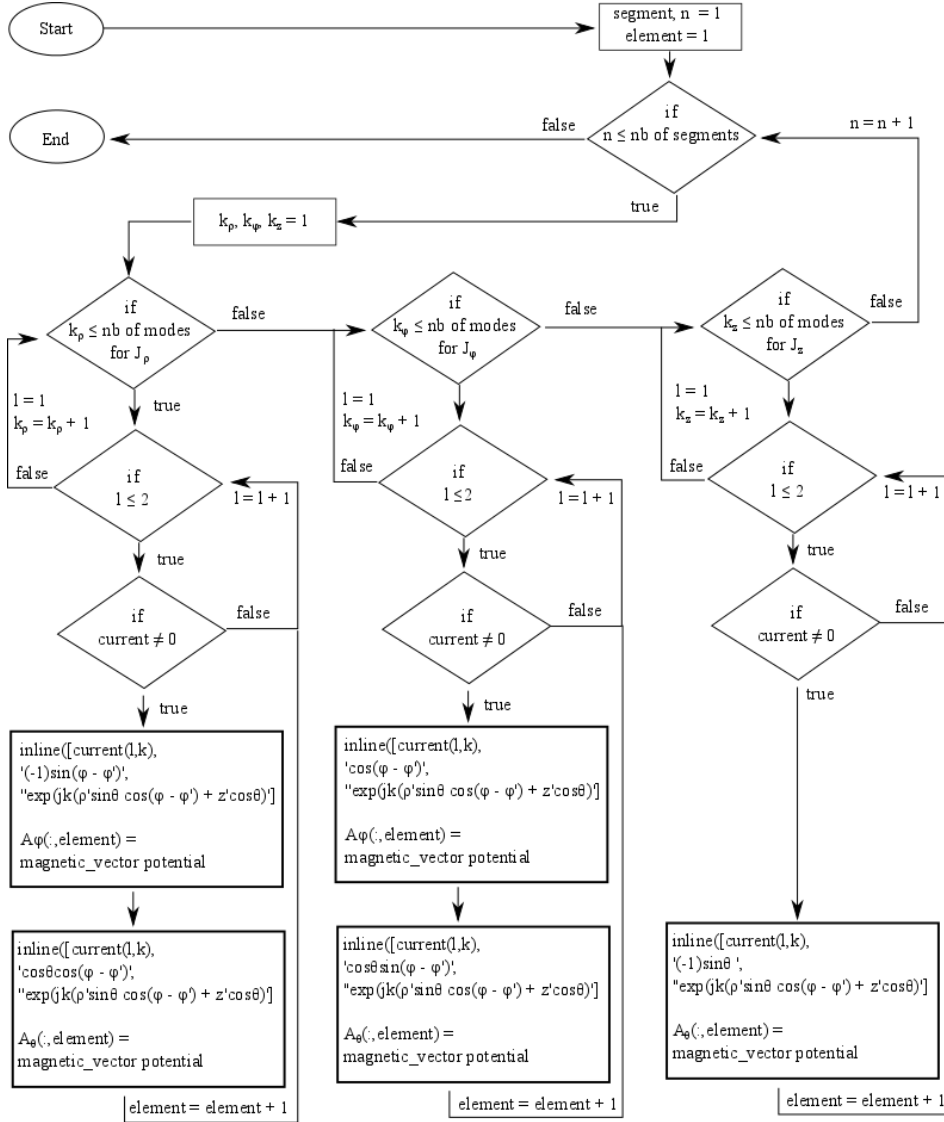 Start
segment, n = 1
element = 1
if
n ≤ nb of segments
false
End
n = n + 1
true
kρ, kφ, kz = 1
if
kρ ≤ nb of modes
for Jρ
false
if
kφ ≤ nb of modes
for Jφ
false
if
kz ≤ nb of modes
for Jz
false
l = 1
kρ = kρ + 1
true
l = 1
kφ = kφ + 1
l = 1
kz = kz + 1
false
if
l ≤ 2
l = l + 1
false
if
l ≤ 2
l = l + 1
false
if
l ≤ 2
l = l + 1
true
true
true
if
current ≠ 0
false
if
current ≠ 0
false
if
current ≠ 0
false
true
true
true
inline([current(l,k),
'(-1)sin(φ - φ')',
"exp(jk(ρ'sinθ cos(φ - φ') + z'cosθ)']
Aφ(:,element) =
magnetic_vector potential
inline([current(l,k),
'cos(φ - φ')',
"exp(jk(ρ'sinθ cos(φ - φ') + z'cosθ)']
Aφ(:,element) =
magnetic_vector potential
inline([current(l,k),
'cosθcos(φ - φ')',
"exp(jk(ρ'sinθ cos(φ - φ') + z'cosθ)']
Aθ(:,element) =
magnetic_vector potential
inline([current(l,k),
'cosθsin(φ - φ')',
"exp(jk(ρ'sinθ cos(φ - φ') + z'cosθ)']
Aθ(:,element) =
magnetic_vector potential
inline([current(l,k),
'(-1)sinθ ',
"exp(jk(ρ'sinθ cos(φ - φ') + z'cosθ)']
Aθ(:,element) =
magnetic_vector potential
element = element + 1
element = element + 1
element = element + 1